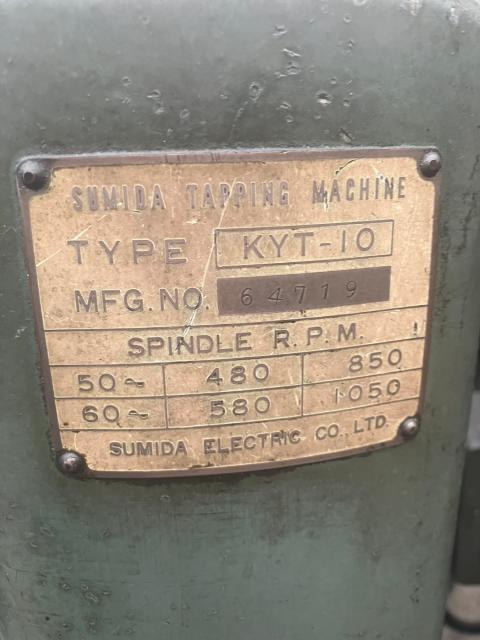 SUMIDA TAPPING MACHINE
TYPE KYT-10
MFG.NO. 64719
SPINDLE R.P.M.
50~ 480 850
60~ 580 1050
SUMIDA ELECTRIC CO., LTD.